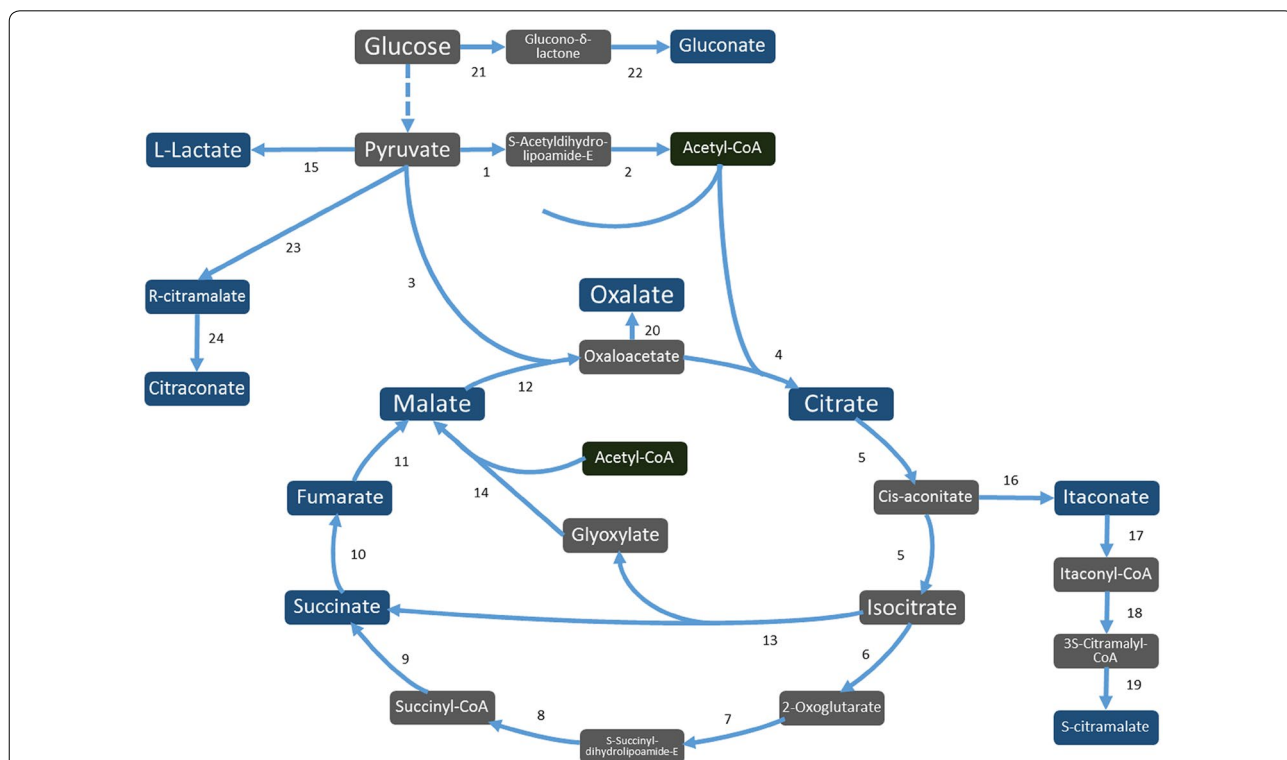 Glucose
Glucono-δ-
lactone
Gluconate
21
22
L-Lactate
Pyruvate
S-Acetyldihydro-
lipoamide-E
Acetyl-CoA
15
1
2
23
3
R-citramalate
Oxalate
24
20
Oxaloacetate
4
Citraconate
12
Malate
Citrate
11
Acetyl-CoA
5
14
16
Fumarate
Cis-aconitate
Itaconate
Glyoxylate
17
10
5
Itaconyl-CoA
Succinate
Isocitrate
18
13
9
6
3S-Citramalyl-
CoA
19
Succinyl-CoA
2-Oxoglutarate
8
7
S-citramalate
S-Succinyl-
dihydrolipoamide-E